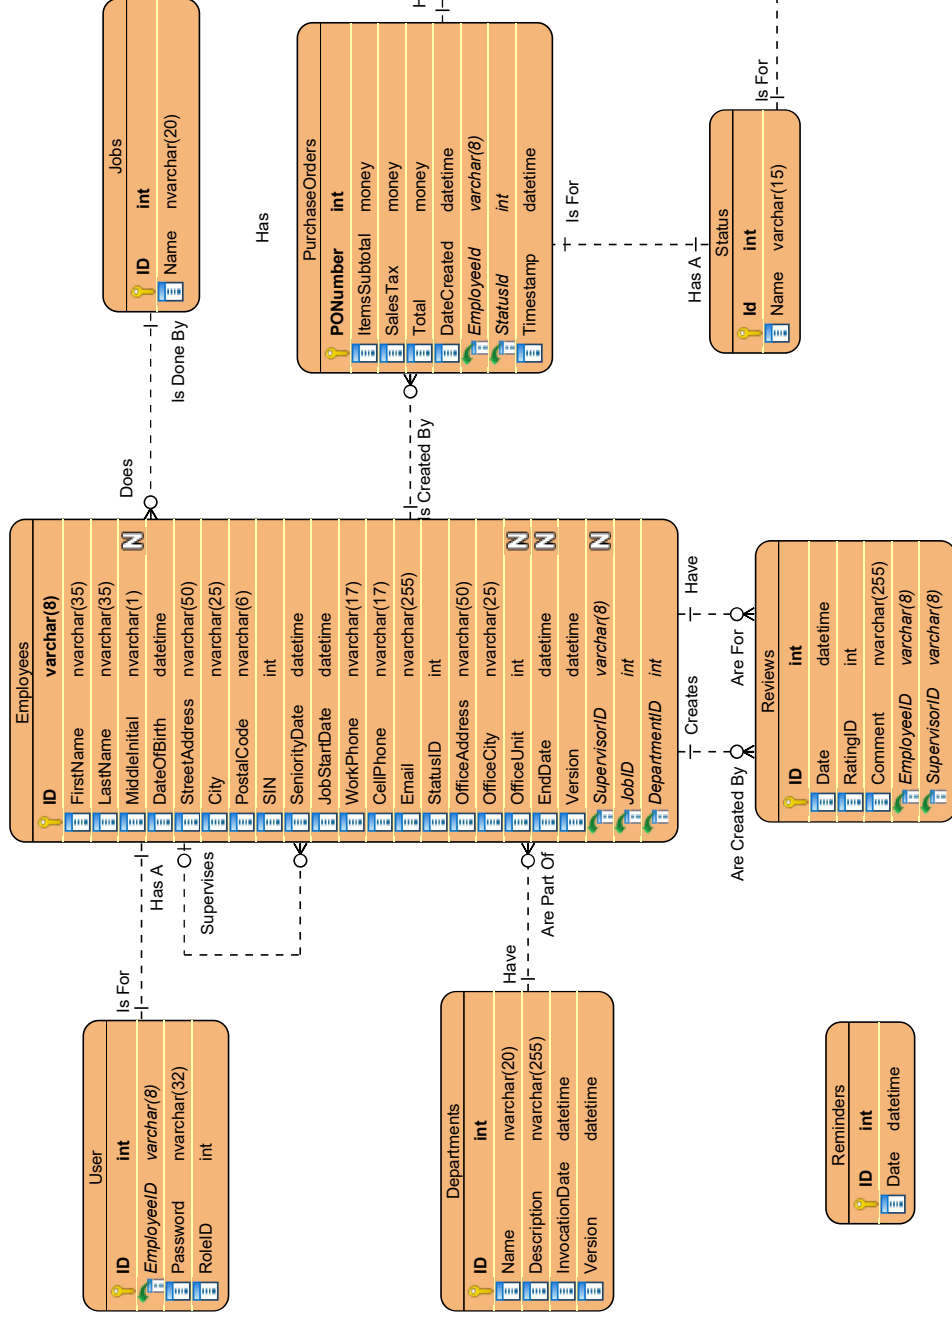 User
ID int
EmployeeID varchar(8)
Password nvarchar(32)
RoleID int
Is For
Has A
Supervises
Employees
ID varchar(8)
FirstName nvarchar(35)
LastName nvarchar(35)
MiddleInitial nvarchar(1) N
DateOfBirth datetime
StreetAddress nvarchar(50)
City nvarchar(25)
PostalCode nvarchar(6)
SIN int
SeniorityDate datetime
JobStartDate datetime
WorkPhone nvarchar(17)
CellPhone nvarchar(17)
Email nvarchar(255)
StatusID int
OfficeAddress nvarchar(50)
OfficeCity nvarchar(25)
OfficeUnit int N
EndDate datetime N
Version datetime
SupervisorID varchar(8) N
JobID int
DepartmentID int
Does
Is Done By
Jobs
ID int
Name nvarchar(20)
Has
Is Created By
PurchaseOrders
PONumber int
ItemsSubtotal money
SalesTax money
Total money
DateCreated datetime
EmployeeId varchar(8)
StatusId int
Timestamp datetime
Is For
Has A
Status
Id int
Name varchar(15)
Is For
Departments
ID int
Name nvarchar(20)
Description nvarchar(255)
InvocationDate datetime
Version datetime
Have
Are Part Of
Creates
Have
Are Created By
Are For
Reviews
ID int
Date datetime
RatingID int
Comment nvarchar(255)
EmployeeID varchar(8)
SupervisorID varchar(8)
Reminders
ID int
Date datetime